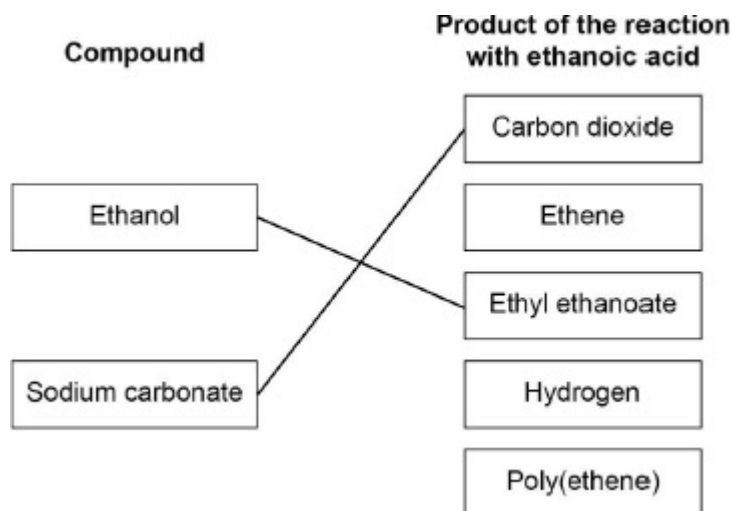 Compound
Product of the reaction
with ethanoic acid
Ethanol
Sodium carbonate
Carbon dioxide
Ethene
Ethyl ethanoate
Hydrogen
Poly(ethene)